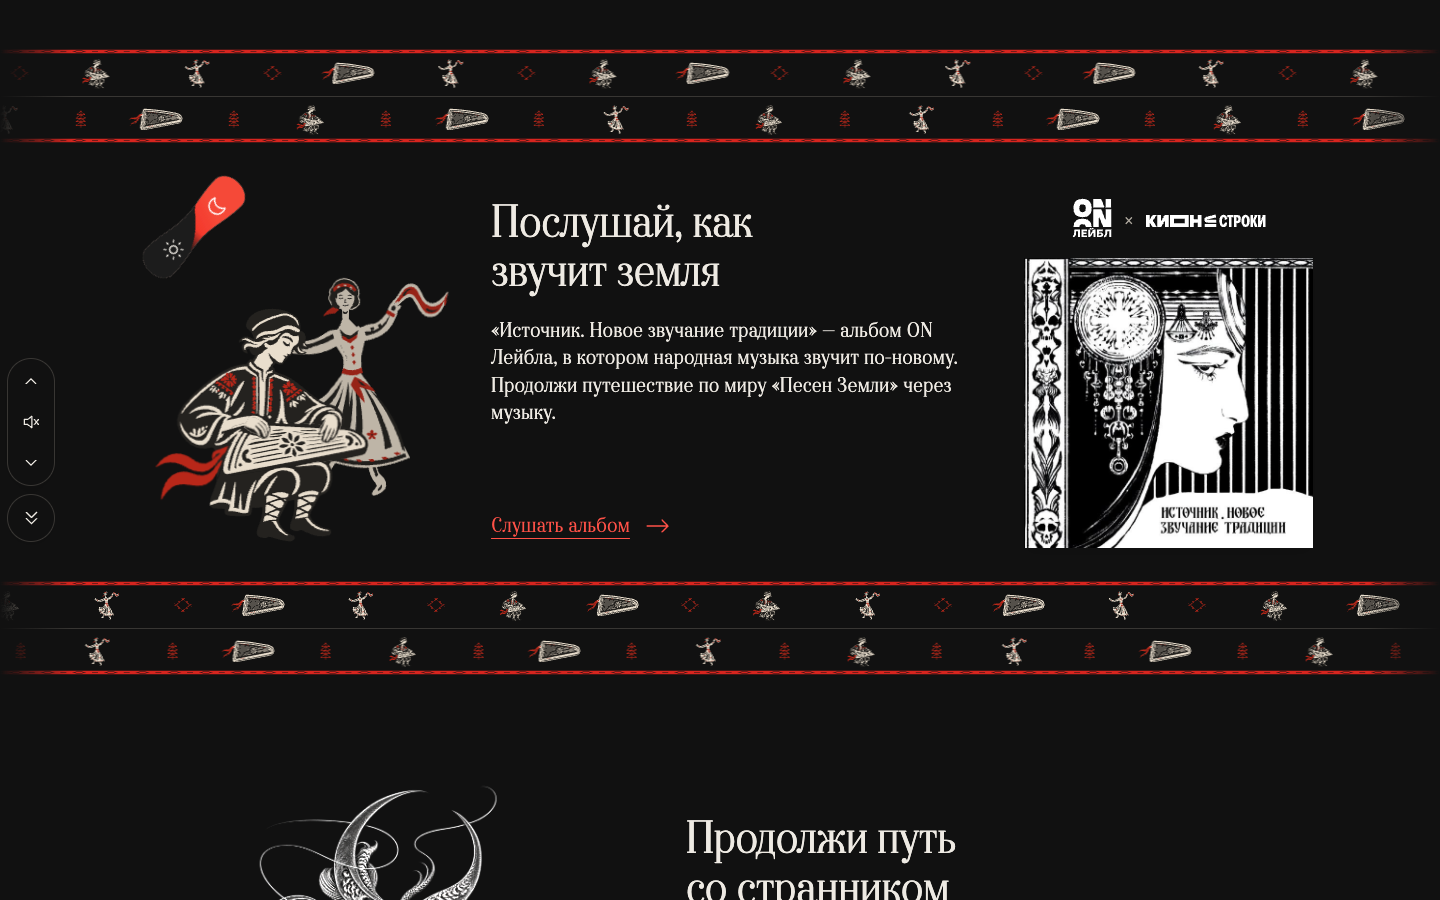 Послушай, как
звучит земля
«Источник. Новое звучание традиции» — альбом ON
Лейбла, в котором народная музыка звучит по-новому.
Продолжи путешествие по миру «Песен Земли» через
музыку.
Слушать альбом
ON
ON
ЛЕЙБЛ
×
КИОН СТРОКИ
ИСТОЧНИК. НОВОЕ
ЗВУЧАНИЕ ТРАДИЦИИ
Продолжи путь
со странником